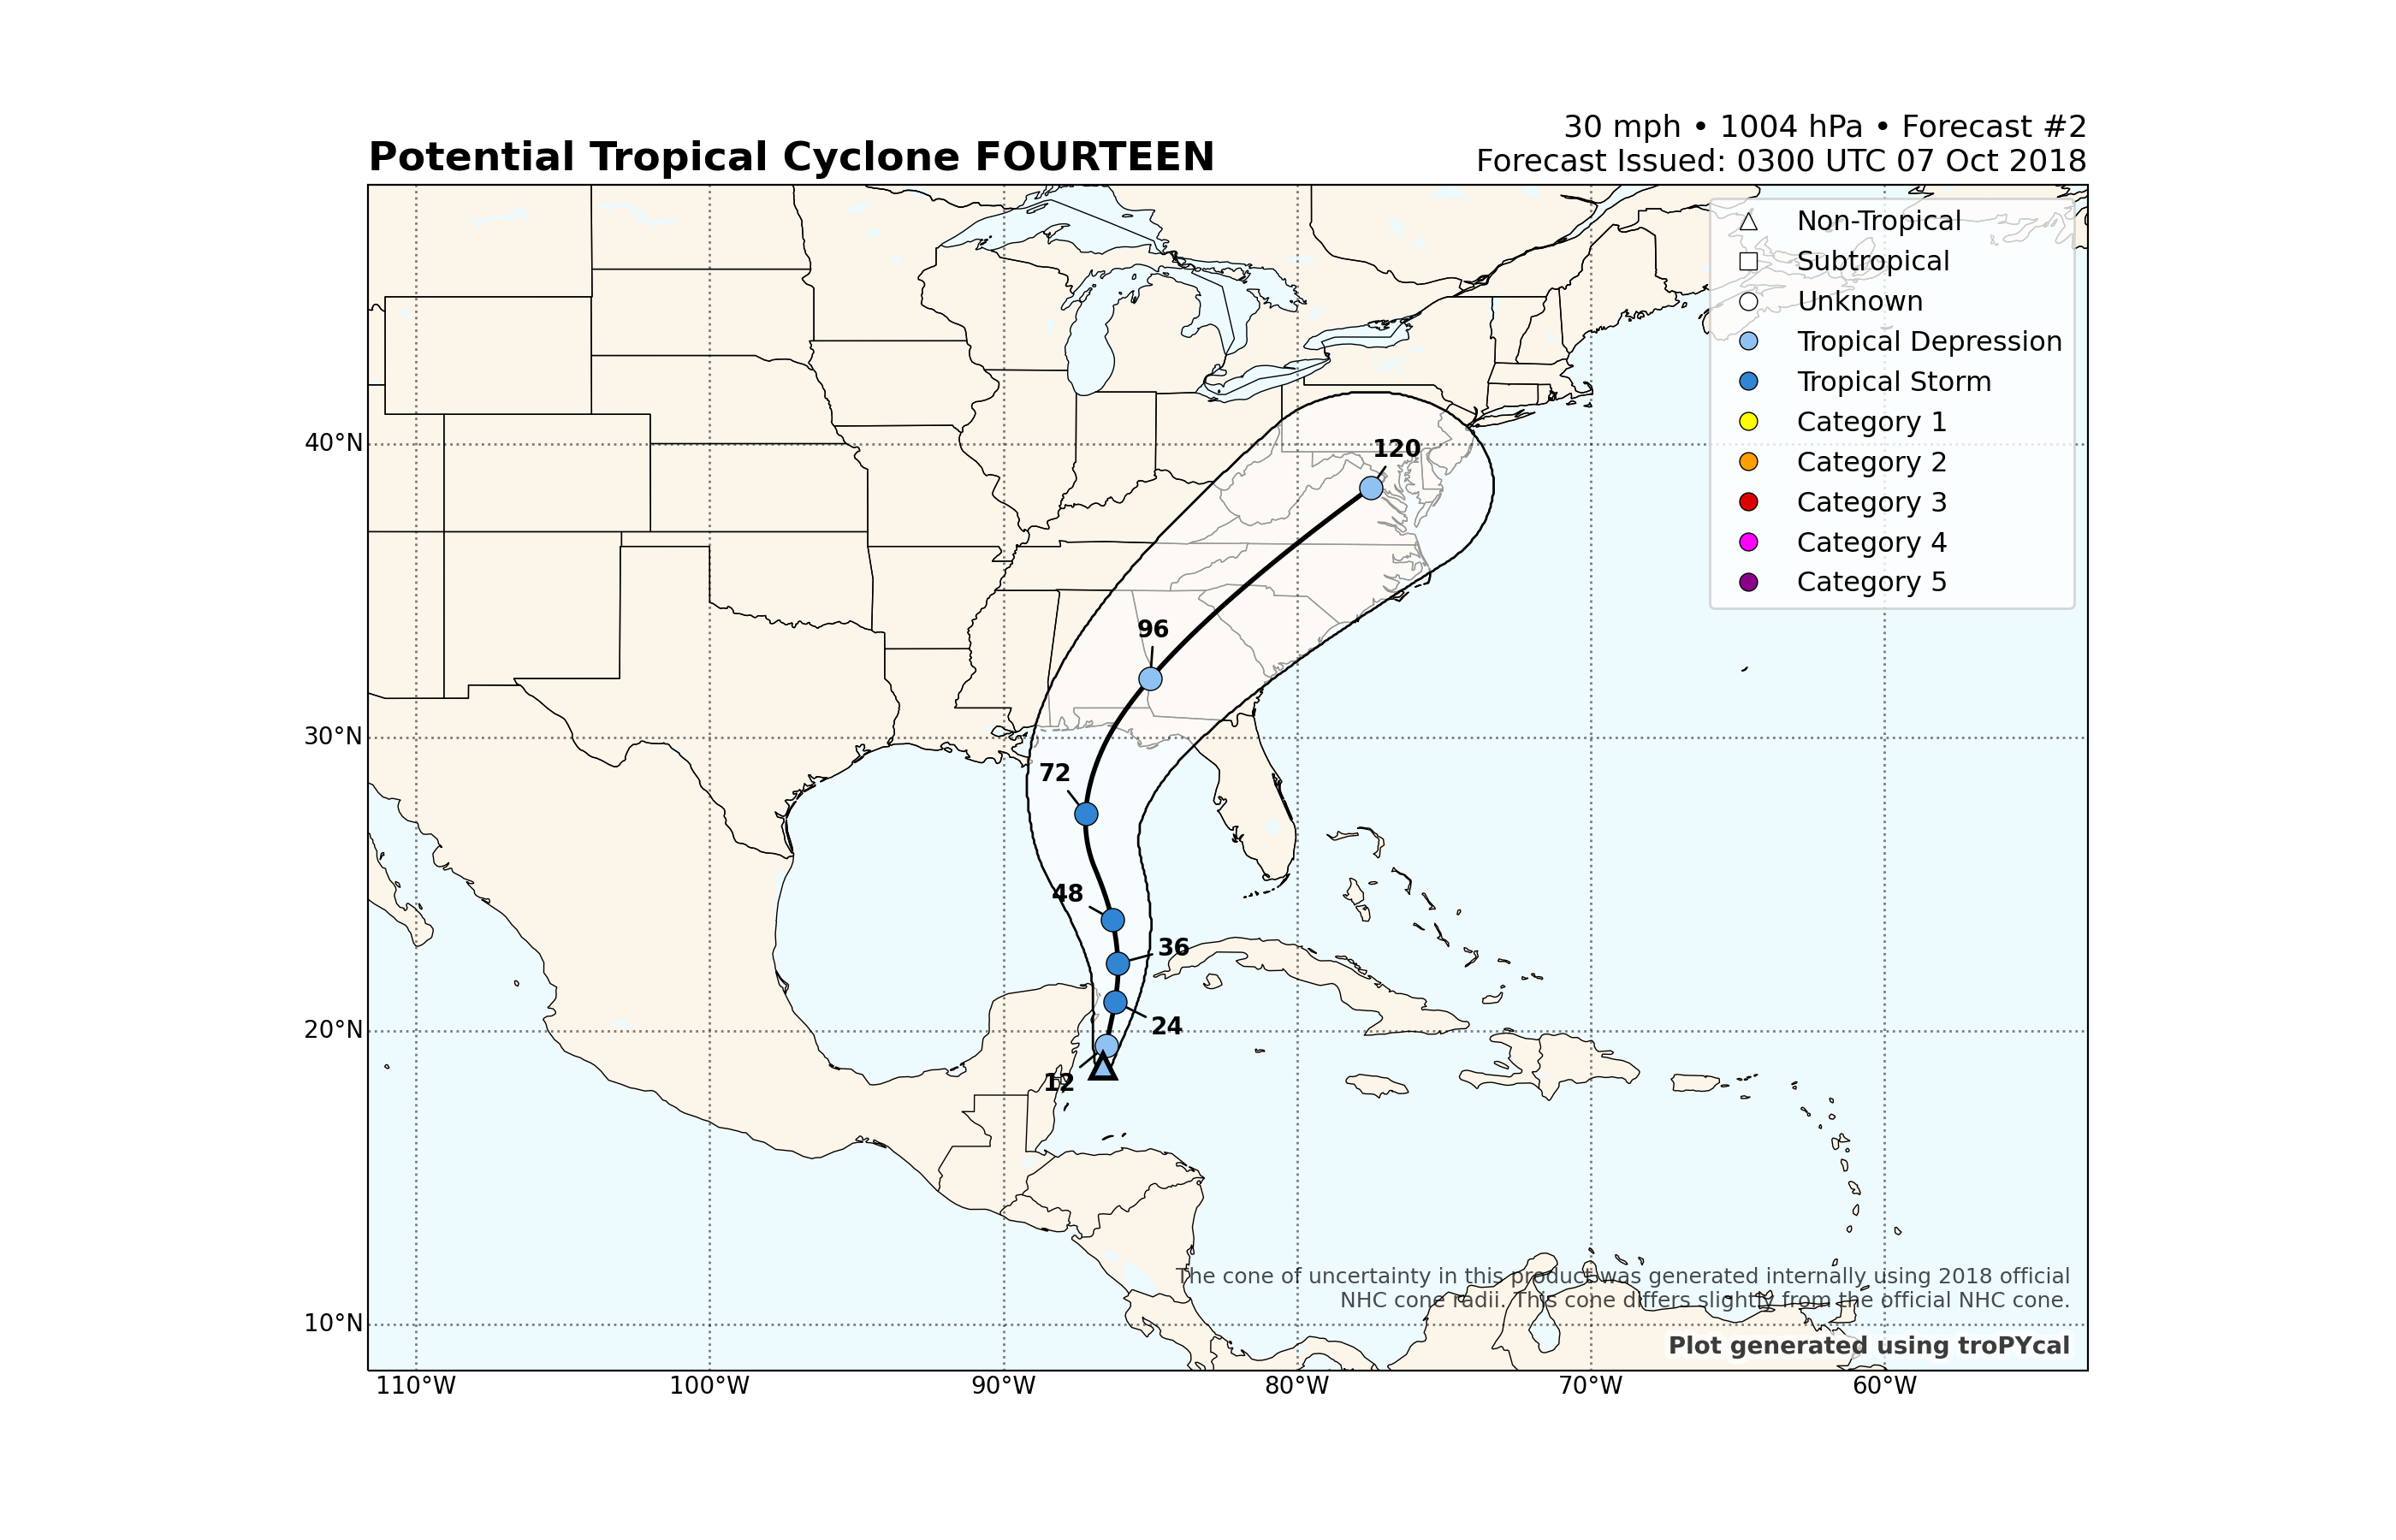 30 mph • 1004 hPa • Forecast #2
Potential Tropical Cyclone FOURTEEN
Forecast Issued: 0300 UTC 07 Oct 2018
Non-Tropical
Subtropical
Unknown
Tropical Depression
Tropical Storm
Category 1
Category 2
Category 3
Category 4
Category 5
40°N
120
96
30°N
72
48
36
24
20°N
12
The cone of uncertainty in this product was generated internally using 2018 official
NHC cone radii. This cone differs slightly from the official NHC cone.
10°N
Plot generated using troPYcal
110°W
100°W
90°W
80°W
70°W
60°W